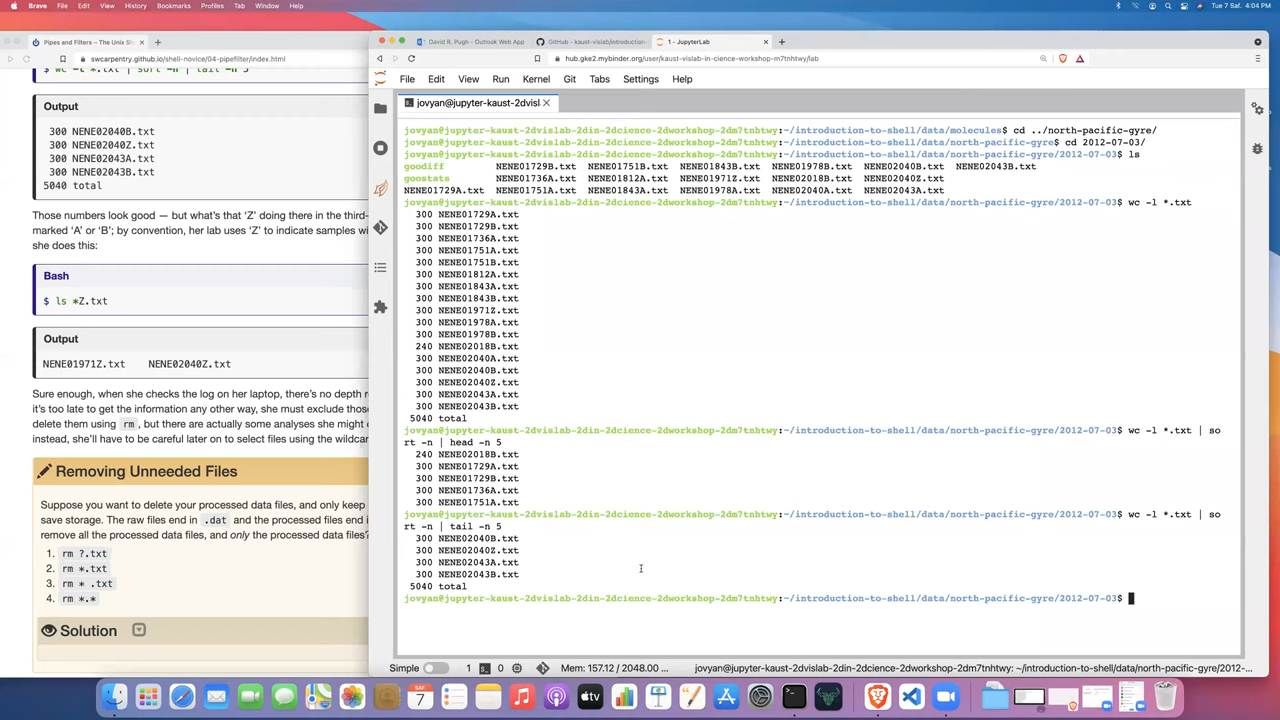 Brave File Edit View History Bookmarks Profiles Tab Window Help Tue 7 Saf. 4:04 PM
Pipes and Filters – The Unix Sh
swcarpentry.github.io/shell-novice/04-pipefilter/index.html
$ wc -l *.txt | sort -n | tail -n 5
Output
300 NENE02040B.txt
300 NENE02040Z.txt
300 NENE02043A.txt
300 NENE02043B.txt
5040 total
Those numbers look good — but what's that 'Z' doing there in the third-
marked 'A' or 'B'; by convention, her lab uses 'Z' to indicate samples wi
she does this:
Bash
$ ls *Z.txt
Output
NENE01971Z.txt NENE02040Z.txt
Sure enough, when she checks the log on her laptop, there's no depth r
it's too late to get the information any other way, she must exclude thos
delete them using rm, but there are actually some analyses she might
instead, she'll have to be careful later on to select files using the wildcar
Removing Unneeded Files
Suppose you want to delete your processed data files, and only keep
save storage. The raw files end in .dat and the processed files end i
remove all the processed data files, and only the processed data files?
1. rm ?.txt
2. rm *.txt
3. rm * .txt
4. rm *.*
Solution
David R. Pugh - Outlook Web App GitHub - kaust-vislab/introduction- 1 - JupyterLab
hub.gke2.mybinder.org/user/kaust-vislab-in-cience-workshop-m7tnhtwy/lab
File Edit View Run Kernel Git Tabs Settings Help
jovyan@jupyter-kaust-2dvisl
jovyan@jupyter-kaust-2dvislab-2din-2dcience-2dworkshop-2dm7tnhtwy:~/introduction-to-shell/data/molecules$ cd ../north-pacific-gyre/
jovyan@jupyter-kaust-2dvislab-2din-2dcience-2dworkshop-2dm7tnhtwy:~/introduction-to-shell/data/north-pacific-gyre$ cd 2012-07-03/
jovyan@jupyter-kaust-2dvislab-2din-2dcience-2dworkshop-2dm7tnhtwy:~/introduction-to-shell/data/north-pacific-gyre/2012-07-03$ ls
goodiff NENE01729B.txt NENE01751B.txt NENE01843B.txt NENE01978B.txt NENE02040B.txt NENE02043B.txt
goostats NENE01736A.txt NENE01812A.txt NENE01971Z.txt NENE02018B.txt NENE02040Z.txt
NENE01729A.txt NENE01751A.txt NENE01843A.txt NENE01978A.txt NENE02040A.txt NENE02043A.txt
jovyan@jupyter-kaust-2dvislab-2din-2dcience-2dworkshop-2dm7tnhtwy:~/introduction-to-shell/data/north-pacific-gyre/2012-07-03$ wc -l *.txt
300 NENE01729A.txt
300 NENE01729B.txt
300 NENE01736A.txt
300 NENE01751A.txt
300 NENE01751B.txt
300 NENE01812A.txt
300 NENE01843A.txt
300 NENE01843B.txt
300 NENE01971Z.txt
300 NENE01978A.txt
300 NENE01978B.txt
240 NENE02018B.txt
300 NENE02040A.txt
300 NENE02040B.txt
300 NENE02040Z.txt
300 NENE02043A.txt
300 NENE02043B.txt
5040 total
jovyan@jupyter-kaust-2dvislab-2din-2dcience-2dworkshop-2dm7tnhtwy:~/introduction-to-shell/data/north-pacific-gyre/2012-07-03$ wc -l *.txt | so
rt -n | head -n 5
240 NENE02018B.txt
300 NENE01729A.txt
300 NENE01729B.txt
300 NENE01736A.txt
300 NENE01751A.txt
jovyan@jupyter-kaust-2dvislab-2din-2dcience-2dworkshop-2dm7tnhtwy:~/introduction-to-shell/data/north-pacific-gyre/2012-07-03$ wc -l *.txt | so
rt -n | tail -n 5
300 NENE02040B.txt
300 NENE02040Z.txt
300 NENE02043A.txt
300 NENE02043B.txt
5040 total
jovyan@jupyter-kaust-2dvislab-2din-2dcience-2dworkshop-2dm7tnhtwy:~/introduction-to-shell/data/north-pacific-gyre/2012-07-03$
Simple 1 0 Mem: 157.12 / 2048.00 ... jovyan@jupyter-kaust-2dvislab-2din-2dcience-2dworkshop-2dm7tnhtwy: ~/introduction-to-shell/data/north-pacific-gyre/2012-...
SAF.
7
tv